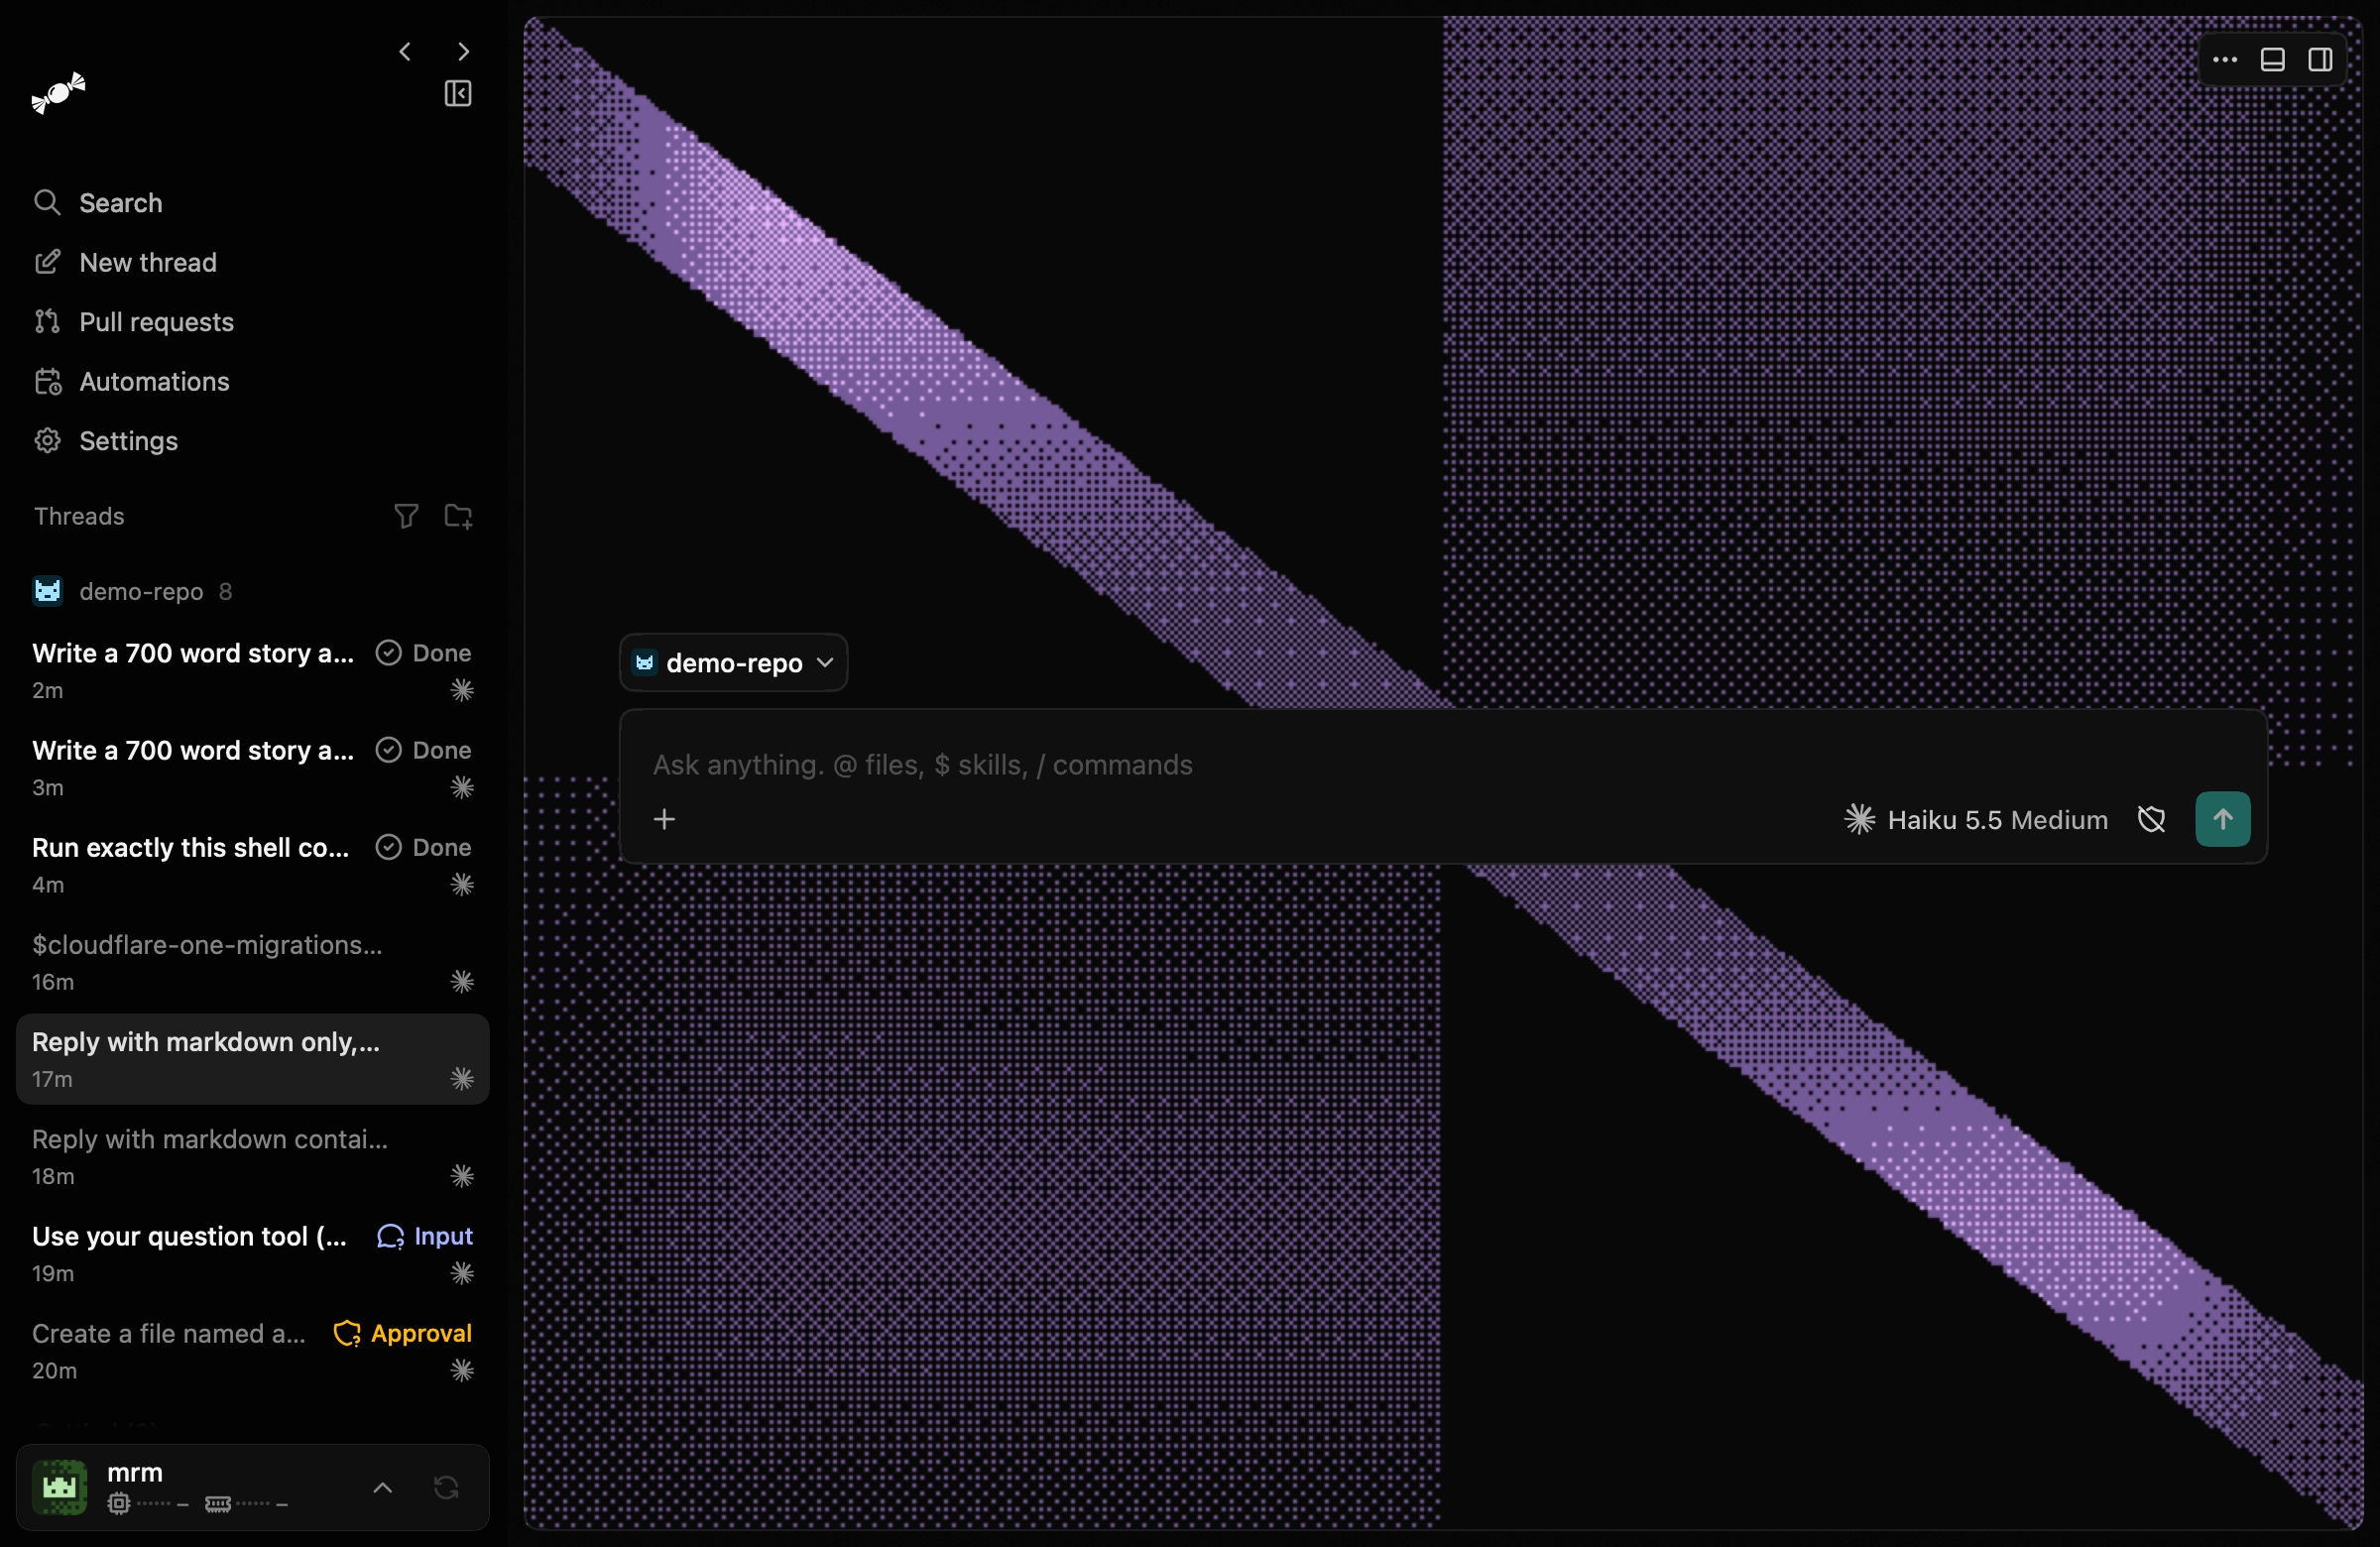 Search
New thread
Pull requests
Automations
Settings
Threads
demo-repo 8
Write a 700 word story a... Done
2m
Write a 700 word story a... Done
3m
Run exactly this shell co... Done
4m
$cloudflare-one-migrations...
16m
Reply with markdown only,...
17m
Reply with markdown contai...
18m
Use your question tool (... Input
19m
Create a file named a... Approval
20m
mrm
demo-repo
Ask anything. @ files, $ skills, / commands
Haiku 5.5 Medium